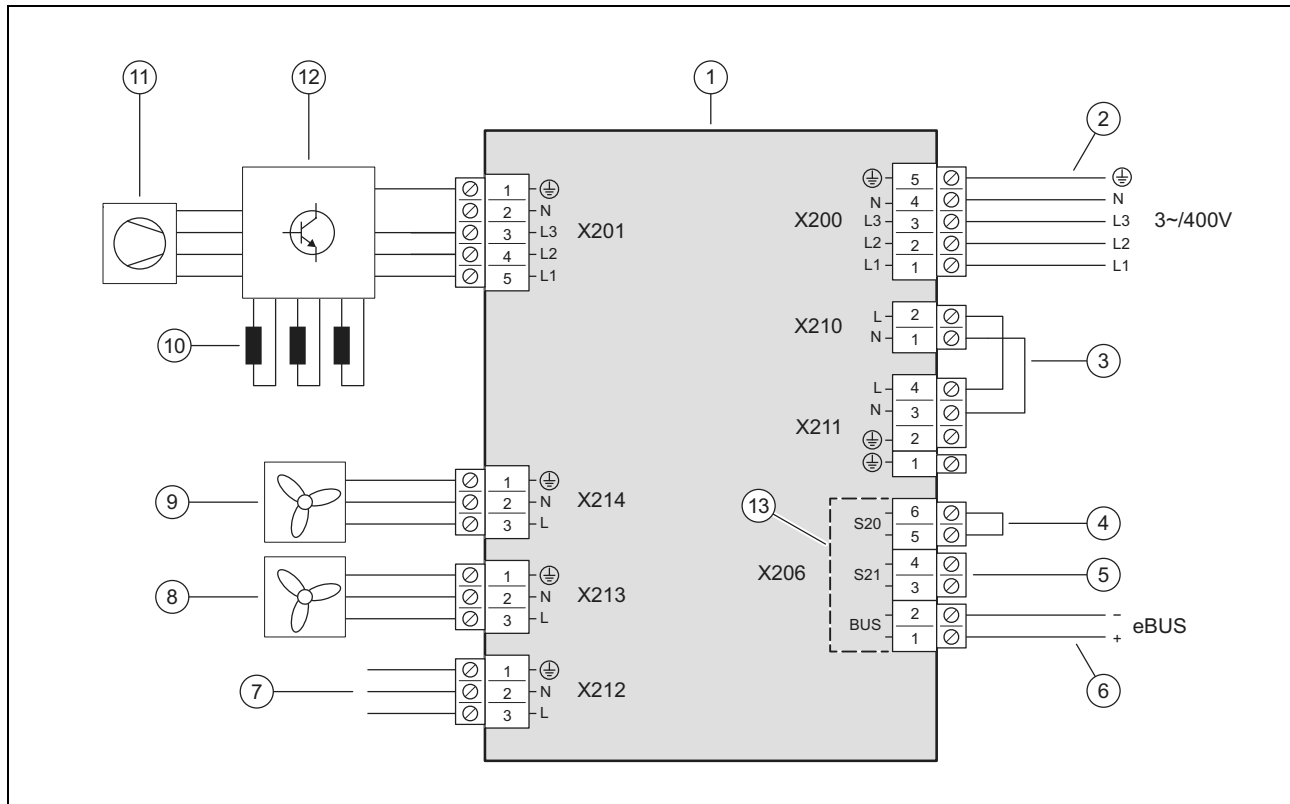 11
12
1
2
X201
1
2 N
3 L3
4 L2
5 L1
X200
5
N 4 N
L3 3 L3
L2 2 L2
L1 1 L1
3~/400V
X210
L 2
N 1
3
X211
L 4
N 3
2
1
10
9
X214
1
2 N
3 L
8
X213
1
2 N
3 L
7
X212
1
2 N
3 L
13
X206
S20
6
5
4
S21
4
3
5
BUS
2 −
1 +
eBUS
6